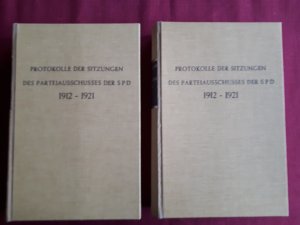 PROTOKOLLE DER SITZUNGEN
DES PARTEIAUSSCHUSSES DER SPD
1912 - 1921
PROTOKOLLE DER SITZUNGEN
DES PARTEIAUSSCHUSSES DER SPD
1912 - 1921